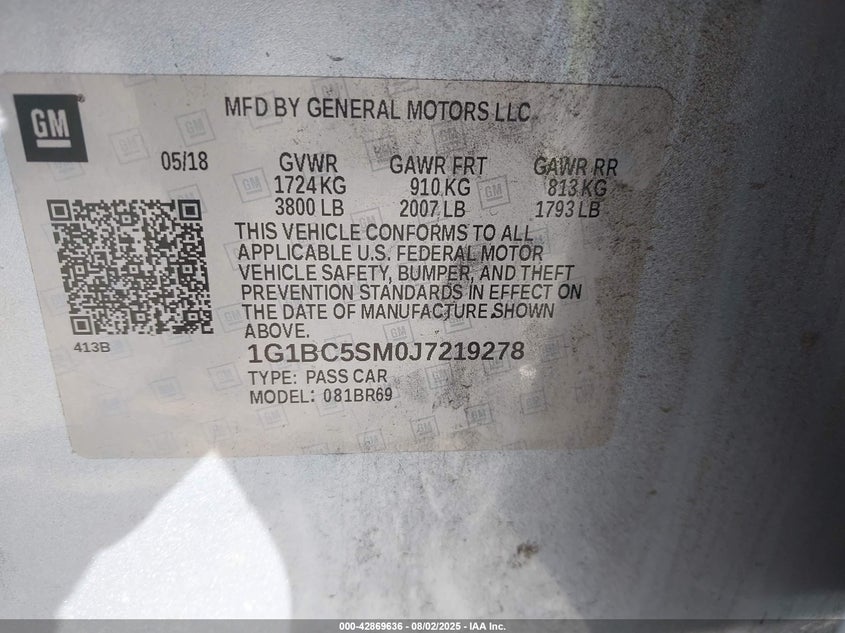 GM
MFD BY GENERAL MOTORS LLC
05/18 GVWR GAWR FRT GAWR RR
1724 KG 910 KG 813 KG
3800 LB 2007 LB 1793 LB
THIS VEHICLE CONFORMS TO ALL
APPLICABLE U.S. FEDERAL MOTOR
VEHICLE SAFETY, BUMPER, AND THEFT
PREVENTION STANDARDS IN EFFECT ON
THE DATE OF MANUFACTURE SHOWN
ABOVE.
413B
1G1BC5SM0J7219278
TYPE: PASS CAR
MODEL: 081BR69
000-42869636 - 08/02/2025 - IAA Inc.